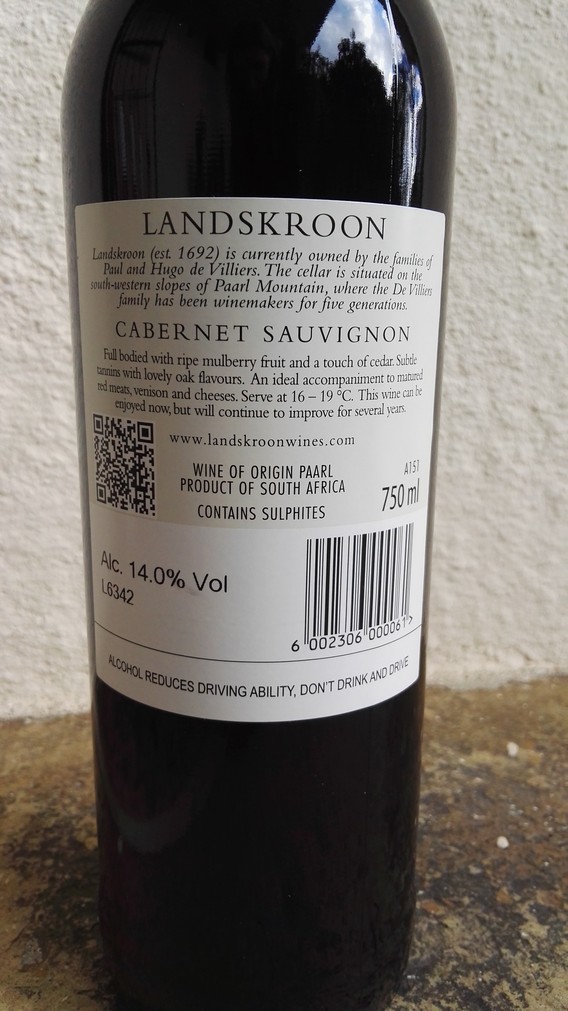 LANDSKROON
Landskroon (est. 1692) is currently owned by the families of
Paul and Hugo de Villiers. The cellar is situated on the
south-western slopes of Paarl Mountain, where the De Villiers
family has been winemakers for five generations.
CABERNET SAUVIGNON
Full bodied with ripe mulberry fruit and a touch of cedar. Subtle
tannins with lovely oak flavours. An ideal accompaniment to matured
red meats, venison and cheeses. Serve at 16 – 19 °C. This wine can be
enjoyed now, but will continue to improve for several years.
www.landskroonwines.com
WINE OF ORIGIN PAARL
PRODUCT OF SOUTH AFRICA
CONTAINS SULPHITES
A151
750 ml
Alc. 14.0% Vol
L6342
6 002306 000061 >
ALCOHOL REDUCES DRIVING ABILITY, DON'T DRINK AND DRIVE